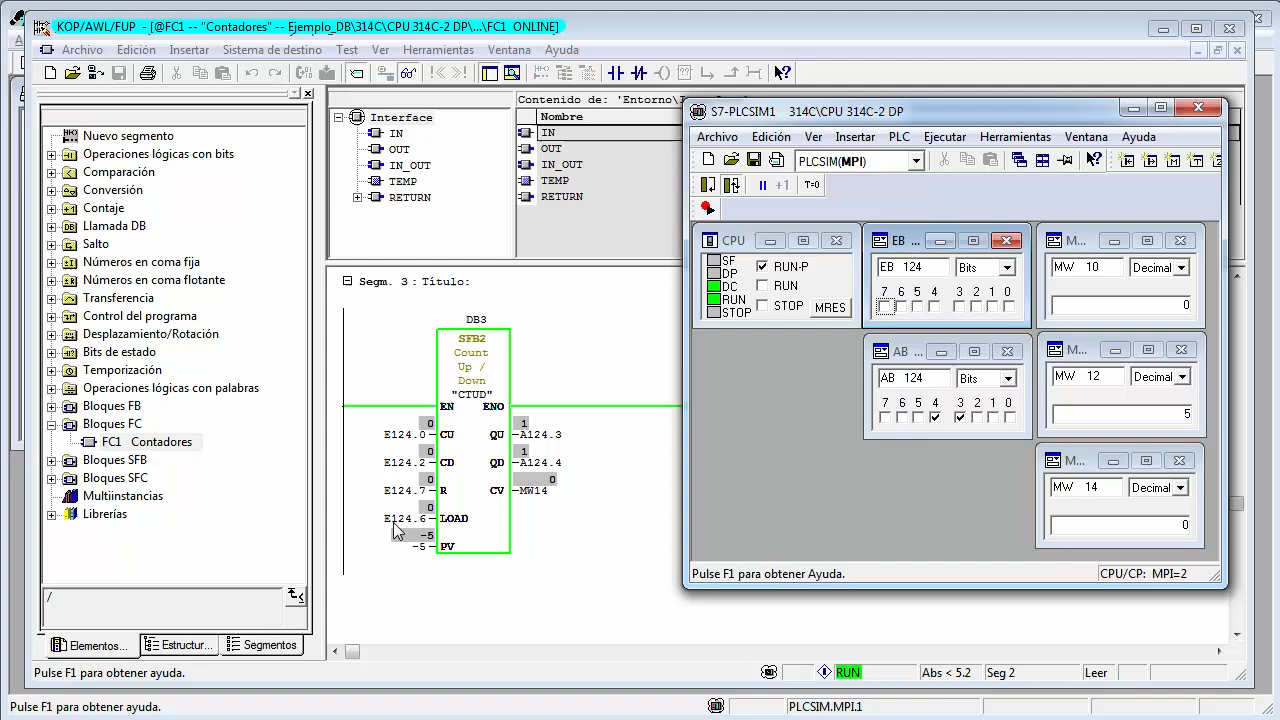 KOP/AWL/FUP - [@FC1 -- "Contadores" -- Ejemplo_DB\314C\CPU 314C-2 DP\...\FC1 ONLINE]
Archivo Edición Insertar Sistema de destino Test Ver Herramientas Ventana Ayuda
Nuevo segmento
Operaciones lógicas con bits
Comparación
Conversión
Contaje
Llamada DB
Salto
Números en coma fija
Números en coma flotante
Transferencia
Control del programa
Desplazamiento/Rotación
Bits de estado
Temporización
Operaciones lógicas con palabras
Bloques FB
Bloques FC
FC1 Contadores
Bloques SFB
Bloques SFC
Multiinstancias
Librerías
/
Elementos... Estructur... Segmentos
Interface
IN
OUT
IN_OUT
TEMP
RETURN
Contenido de: 'Entorno\
Nombre
IN
OUT
IN_OUT
TEMP
RETURN
Segm. 3 : Título:
DB3
SFB2
Count
Up /
Down
"CTUD"
EN ENO
0 1
E124.0 CU QU A124.3
0 1
E124.2 CD QD A124.4
0 0
E124.7 R CV MW14
0
E124.6 LOAD
-5
-5 PV
S7-PLCSIM1 314C\CPU 314C-2 DP
Archivo Edición Ver Insertar PLC Ejecutar Herramientas Ventana Ayuda
PLCSIM(MPI)
+1 T=0
CPU
SF
DP
DC
RUN
STOP
RUN-P
RUN
STOP MRES
EB ...
EB 124 Bits
7 6 5 4 3 2 1 0
M...
MW 10 Decimal
0
AB ...
AB 124 Bits
7 6 5 4 3 2 1 0
M...
MW 12 Decimal
5
M...
MW 14 Decimal
0
Pulse F1 para obtener Ayuda. CPU/CP: MPI=2
Pulse F1 para obtener ayuda. RUN Abs < 5.2 Seg 2 Leer
Pulse F1 para obtener ayuda. PLCSIM.MPI.1